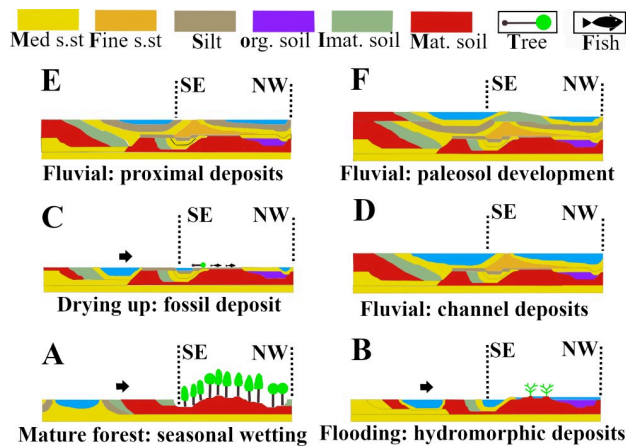 Med s.st Fine s.st Silt org. soil Imat. soil Mat. soil Tree Fish
E SE NW F SE NW
Fluvial: proximal deposits Fluvial: paleosol development
C SE NW D SE NW
Drying up: fossil deposit Fluvial: channel deposits
A SE NW B SE NW
Mature forest: seasonal wetting Flooding: hydromorphic deposits